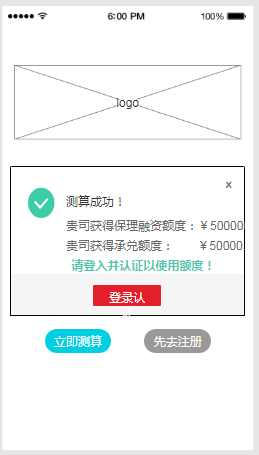 6:00 PM 100%
logo
x
测算成功！
贵司获得保理融资额度：￥50000
贵司获得承兑额度： ￥50000
请登入并认证以使用额度！
登录认
立即测算 先去注册